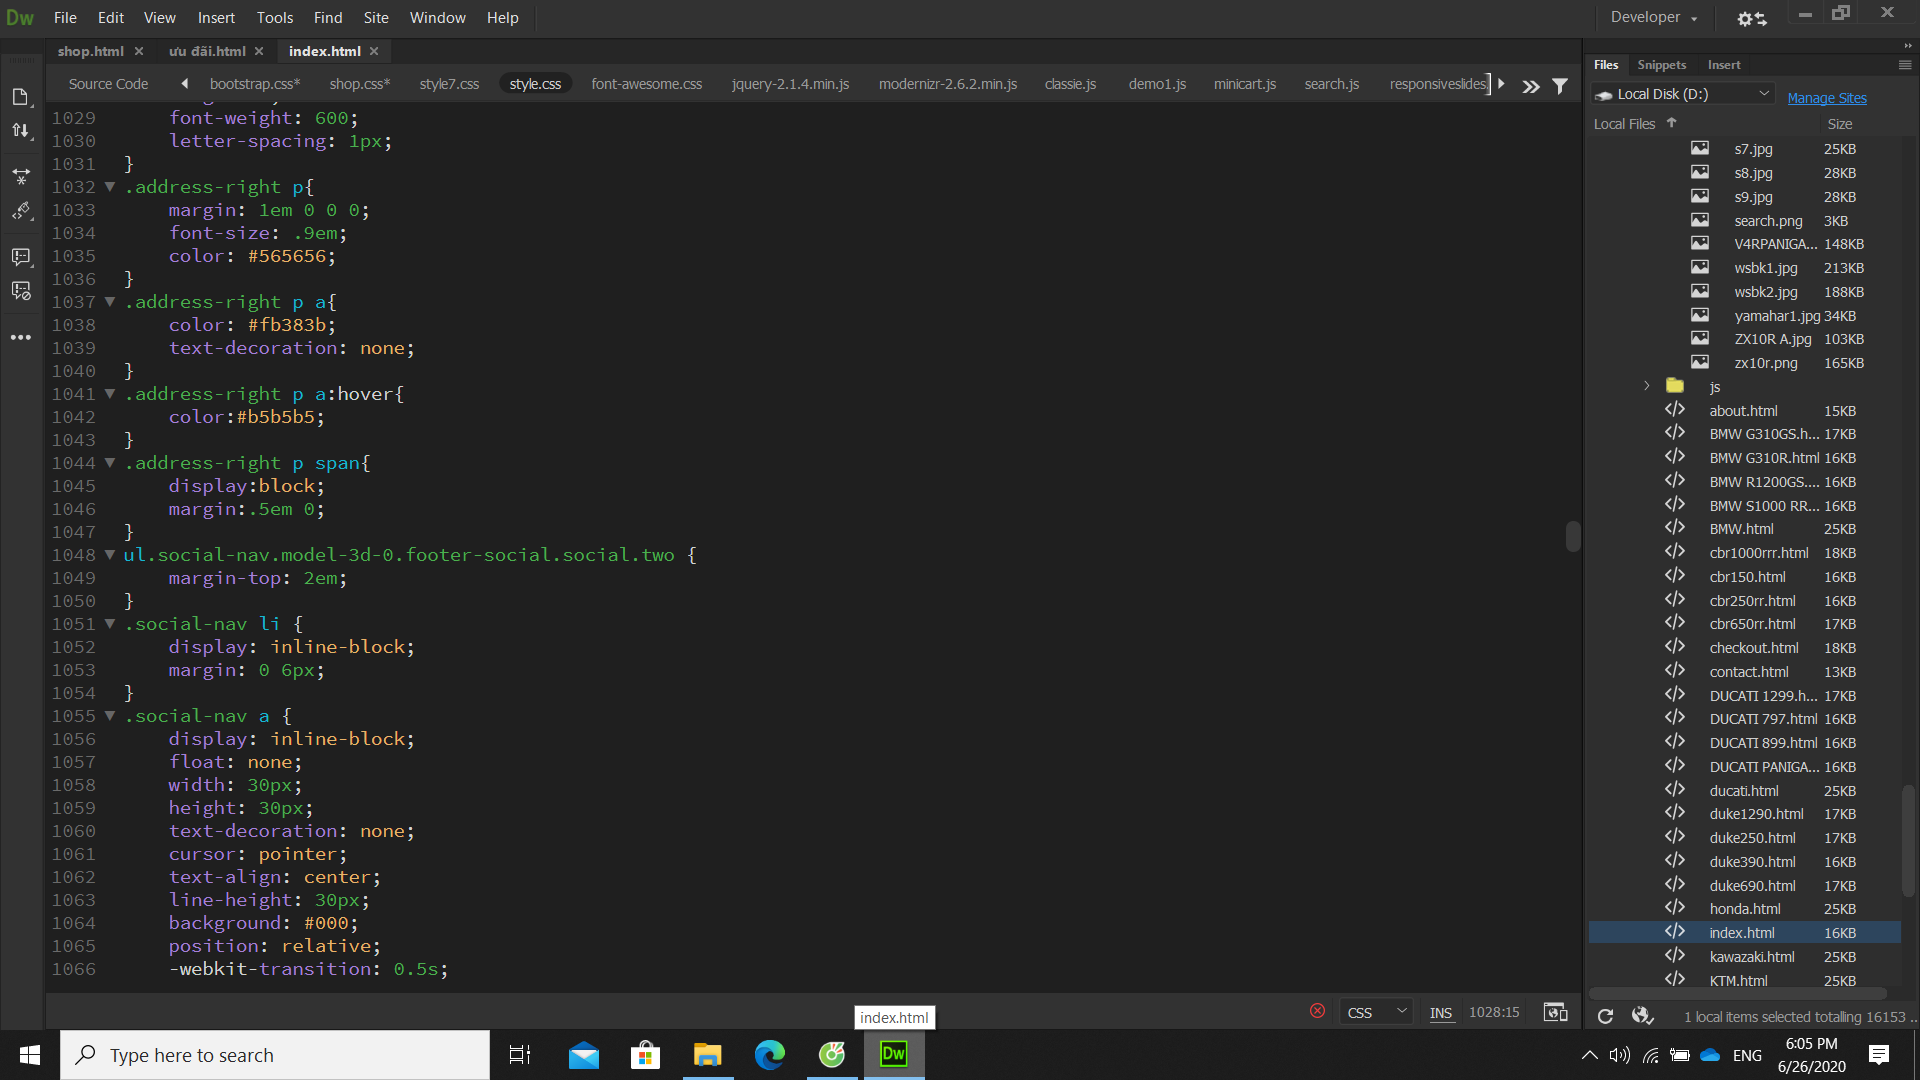 Dw File Edit View Insert Tools Find Site Window Help Developer
shop.html ưu đãi.html index.html
Source Code bootstrap.css* shop.css* style7.css style.css font-awesome.css jquery-2.1.4.min.js modernizr-2.6.2.min.js classie.js demo1.js minicart.js search.js responsiveslides
1029 font-weight: 600;
1030 letter-spacing: 1px;
1031 }
1032 .address-right p{
1033 margin: 1em 0 0 0;
1034 font-size: .9em;
1035 color: #565656;
1036 }
1037 .address-right p a{
1038 color: #fb383b;
1039 text-decoration: none;
1040 }
1041 .address-right p a:hover{
1042 color:#b5b5b5;
1043 }
1044 .address-right p span{
1045 display:block;
1046 margin:.5em 0;
1047 }
1048 ul.social-nav.model-3d-0.footer-social.social.two {
1049 margin-top: 2em;
1050 }
1051 .social-nav li {
1052 display: inline-block;
1053 margin: 0 6px;
1054 }
1055 .social-nav a {
1056 display: inline-block;
1057 float: none;
1058 width: 30px;
1059 height: 30px;
1060 text-decoration: none;
1061 cursor: pointer;
1062 text-align: center;
1063 line-height: 30px;
1064 background: #000;
1065 position: relative;
1066 -webkit-transition: 0.5s;
CSS INS 1028:15
index.html
Files Snippets Insert
Local Disk (D:) Manage Sites
Local Files Size
s7.jpg 25KB
s8.jpg 28KB
s9.jpg 28KB
search.png 3KB
V4RPANIGA... 148KB
wsbk1.jpg 213KB
wsbk2.jpg 188KB
yamahar1.jpg 34KB
ZX10R A.jpg 103KB
zx10r.png 165KB
js
about.html 15KB
BMW G310GS.h... 17KB
BMW G310R.html 16KB
BMW R1200GS.... 16KB
BMW S1000 RR... 16KB
BMW.html 25KB
cbr1000rrr.html 18KB
cbr150.html 16KB
cbr250rr.html 16KB
cbr650rr.html 17KB
checkout.html 18KB
contact.html 13KB
DUCATI 1299.h... 17KB
DUCATI 797.html 16KB
DUCATI 899.html 16KB
DUCATI PANIGA... 16KB
ducati.html 25KB
duke1290.html 17KB
duke250.html 17KB
duke390.html 16KB
duke690.html 17KB
honda.html 25KB
index.html 16KB
kawazaki.html 25KB
KTM.html 25KB
1 local items selected totalling 16153 ..
Type here to search
Dw
ENG
6:05 PM
6/26/2020